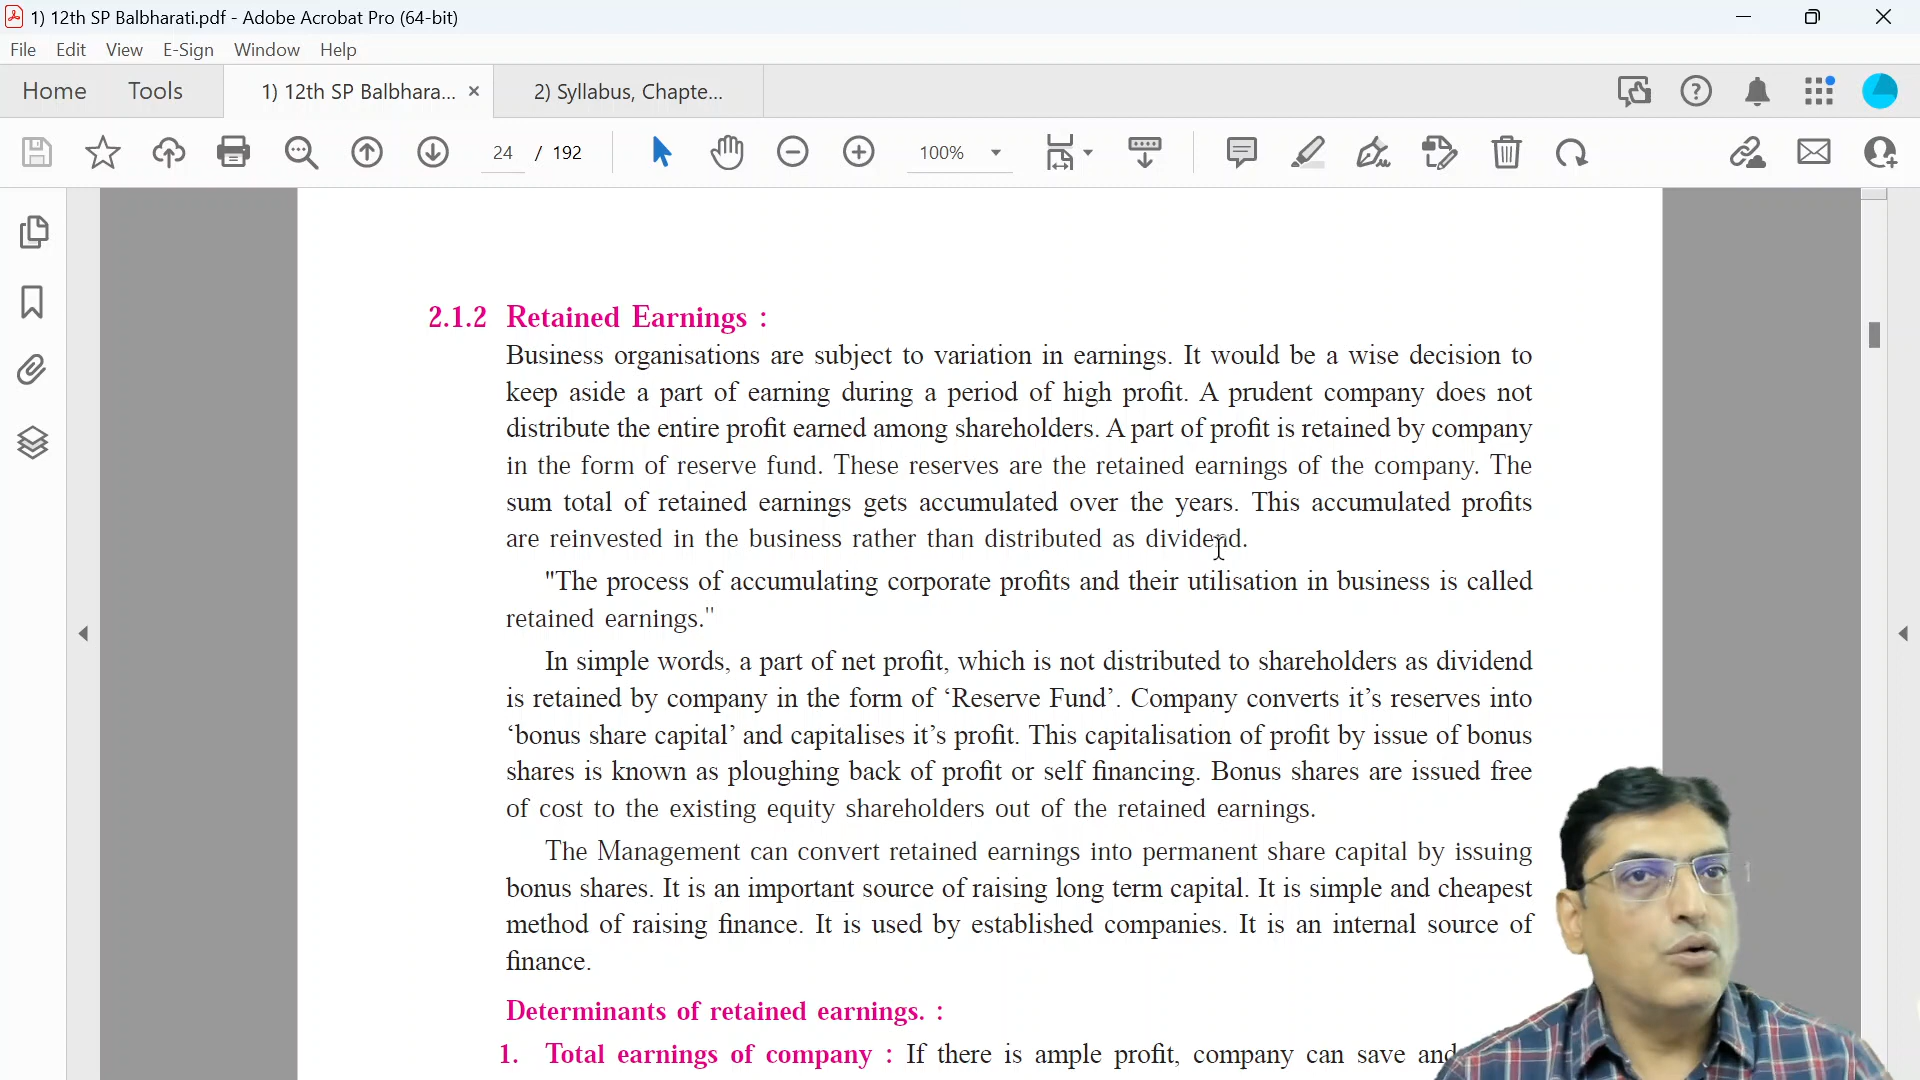 1) 12th SP Balbharati.pdf - Adobe Acrobat Pro (64-bit)
File Edit View E-Sign Window Help
Home Tools 1) 12th SP Balbhara... × 2) Syllabus, Chapte...
24 / 192 100%
2.1.2 Retained Earnings :
Business organisations are subject to variation in earnings. It would be a wise decision to
keep aside a part of earning during a period of high profit. A prudent company does not
distribute the entire profit earned among shareholders. A part of profit is retained by company
in the form of reserve fund. These reserves are the retained earnings of the company. The
sum total of retained earnings gets accumulated over the years. This accumulated profits
are reinvested in the business rather than distributed as dividend.
"The process of accumulating corporate profits and their utilisation in business is called
retained earnings."
In simple words, a part of net profit, which is not distributed to shareholders as dividend
is retained by company in the form of ‘Reserve Fund’. Company converts it’s reserves into
‘bonus share capital’ and capitalises it’s profit. This capitalisation of profit by issue of bonus
shares is known as ploughing back of profit or self financing. Bonus shares are issued free
of cost to the existing equity shareholders out of the retained earnings.
The Management can convert retained earnings into permanent share capital by issuing
bonus shares. It is an important source of raising long term capital. It is simple and cheapest
method of raising finance. It is used by established companies. It is an internal source of
finance.
Determinants of retained earnings. :
1. Total earnings of company : If there is ample profit, company can save and